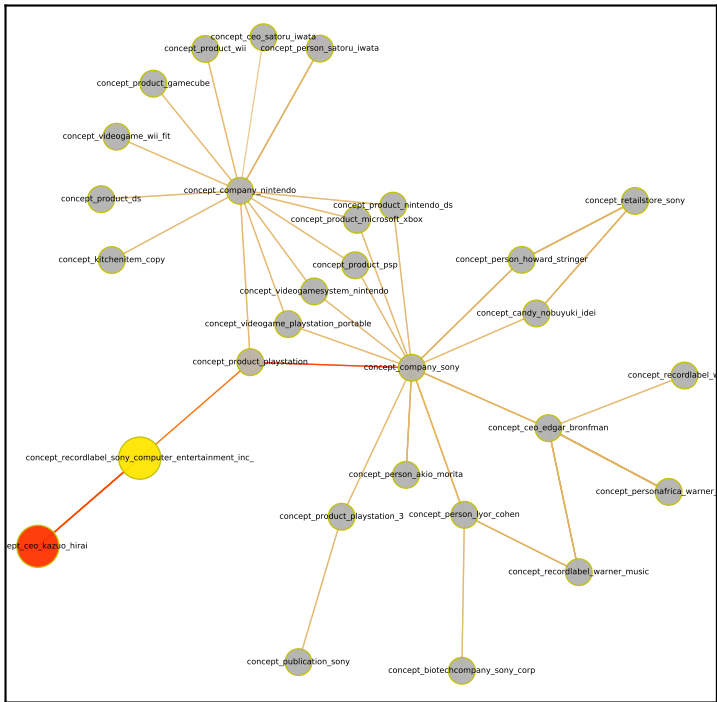 concept_ceo_satoru_iwata
concept_product_wii
concept_person_satoru_iwata
concept_product_gamecube
concept_videogame_wii_fit
concept_company_nintendo
concept_product_ds
concept_retailstore_sony
concept_product_nintendo_ds
concept_product_microsoft_xbox
concept_kitchenitem_copy
concept_person_howard_stringer
concept_product_psp
concept_videogamesystem_nintendo
concept_candy_nobuyuki_idei
concept_videogame_playstation_portable
concept_product_playstation
concept_company_sony
concept_recordlabel_w
concept_ceo_edgar_bronfman
concept_recordlabel_sony_computer_entertainment_inc_
concept_person_akio_morita
concept_personafrica_warner_
concept_product_playstation_3
concept_person_lyor_cohen
ept_ceo_kazuo_hirai
concept_recordlabel_warner_music
concept_publication_sony
concept_biotechcompany_sony_corp